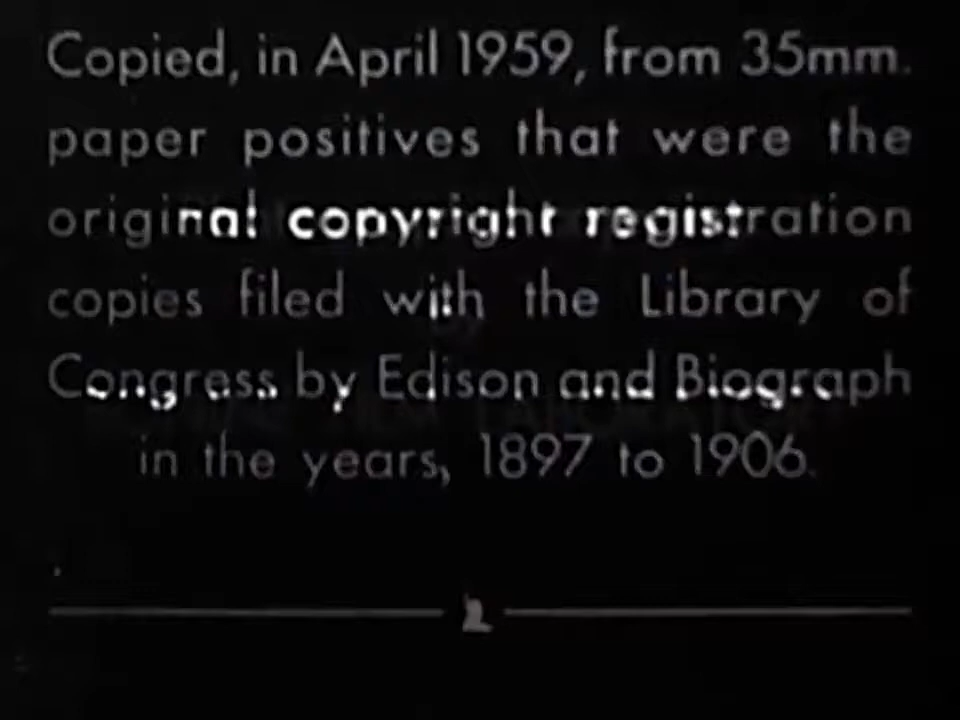 Copied, in April 1959, from 35mm.
paper positives that were the
original copyright registration
copies filed with the Library of
Congress by Edison and Biograph
in the years, 1897 to 1906.